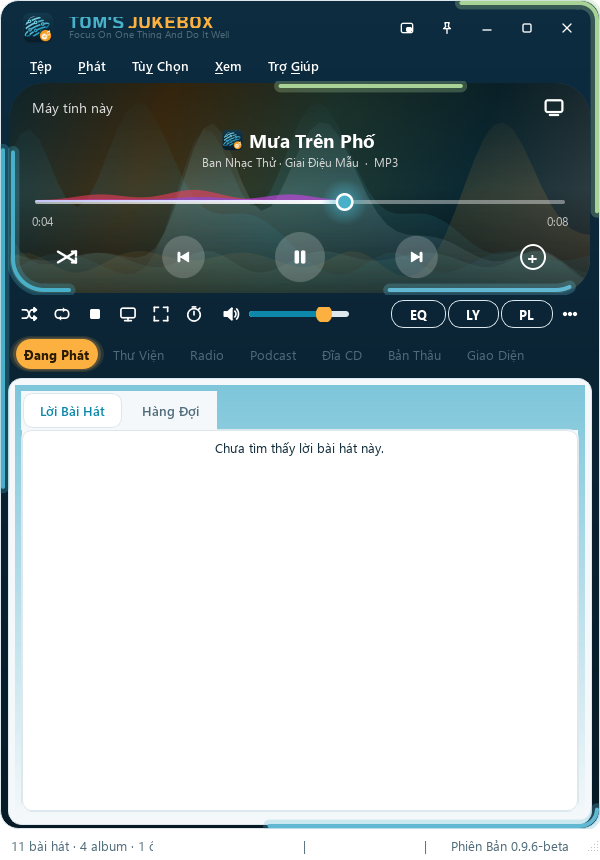 TOM'S JUKEBOX
Focus On One Thing And Do It Well
Tệp Phát Tùy Chọn Xem Trợ Giúp
Máy tính này
Mưa Trên Phố
Ban Nhạc Thử · Giai Điệu Mẫu · MP3
0:04 0:08
EQ LY PL
Đang Phát Thư Viện Radio Podcast Đĩa CD Bản Thâu Giao Diện
Lời Bài Hát Hàng Đợi
Chưa tìm thấy lời bài hát này.
11 bài hát · 4 album · 1 Phiên Bản 0.9.6-beta